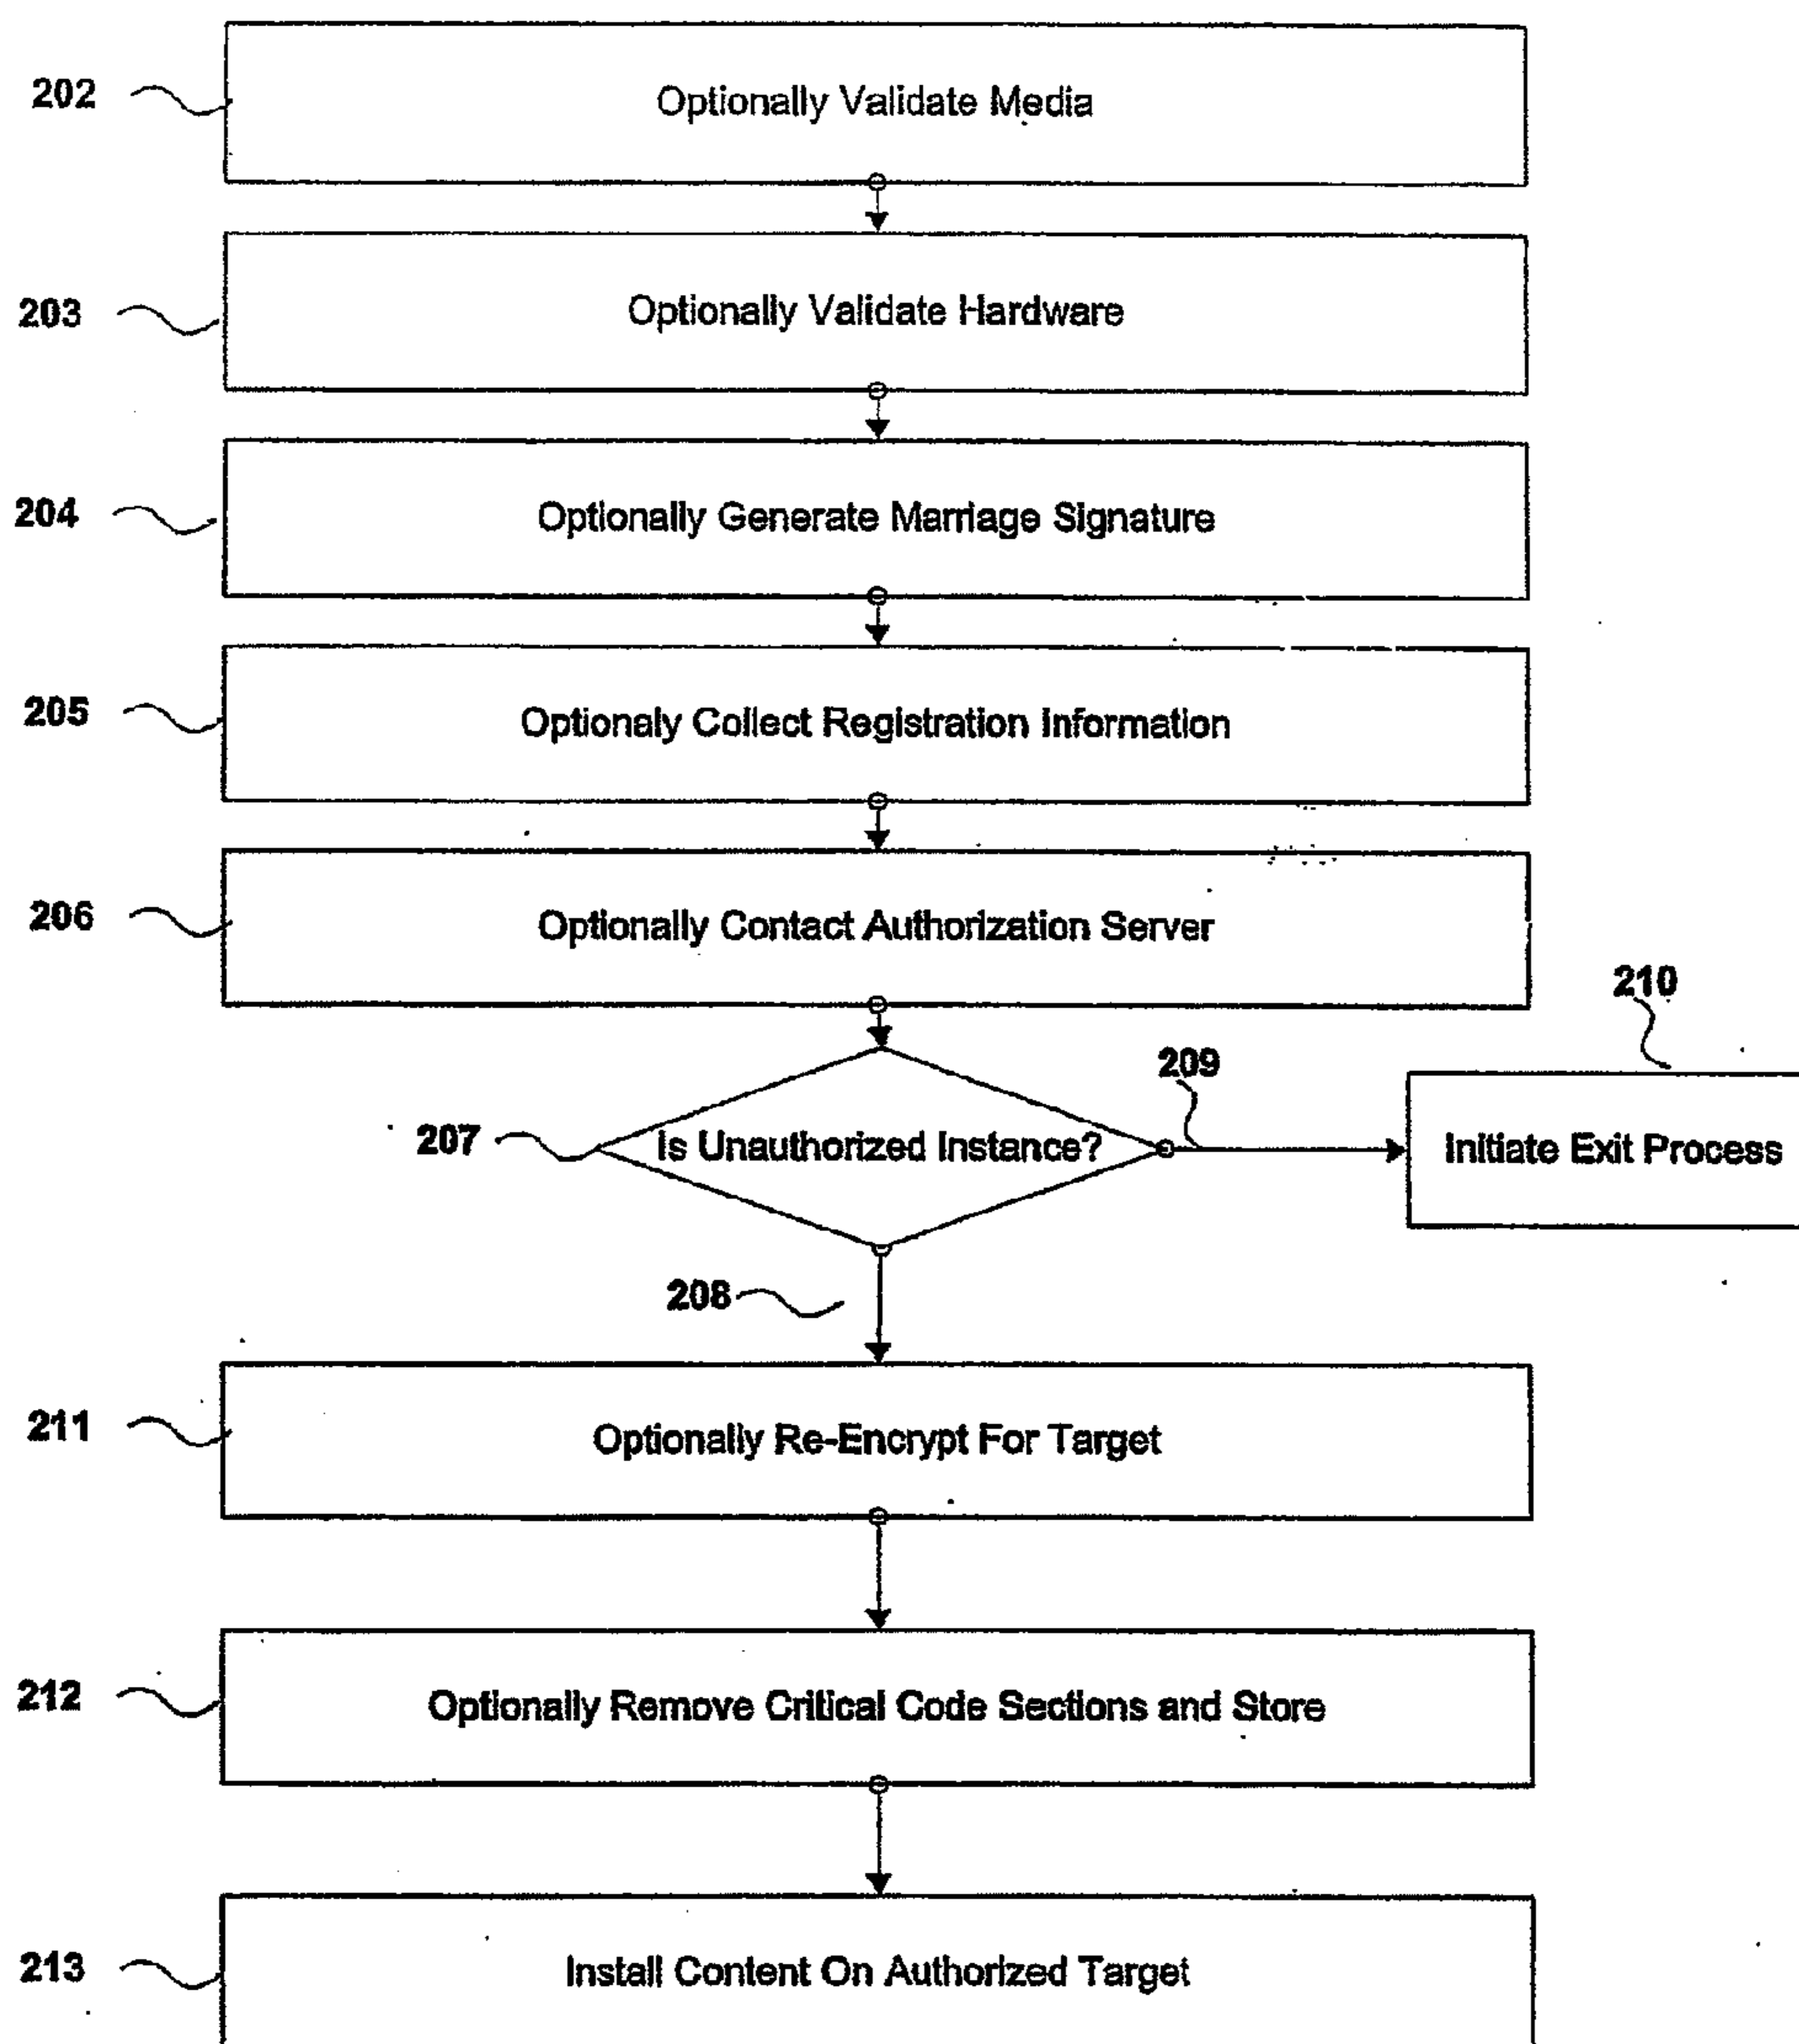 202
Optionally Validate Media
203
Optionally Validate Hardware
204
Optionally Generate Marriage Signature
205
Optionaly Collect Registration Information
206
Optionally Contact Authorization Server
210
209
207
Is Unauthorized Instance?
Initiate Exit Process
208
211
Optionally Re-Encrypt For Target
212
Optionally Remove Critical Code Sections and Store
213
Install Content On Authorized Target